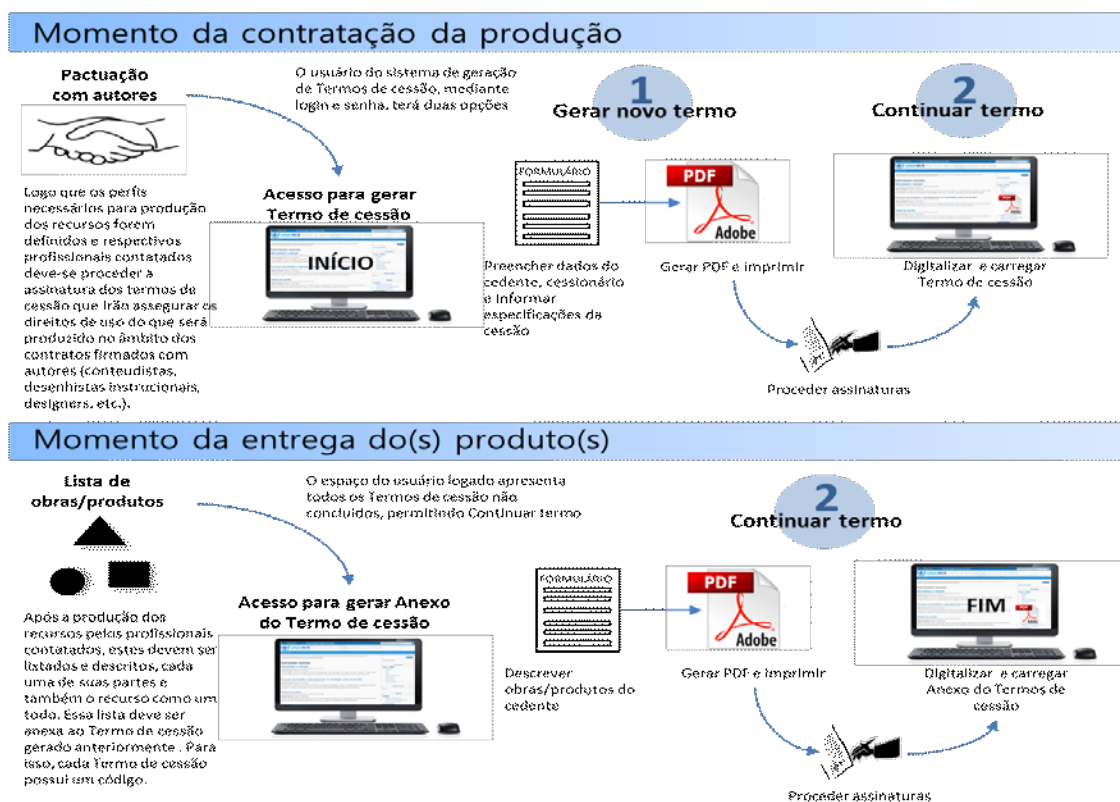 Momento da contratação da produção
Pactuação
com autores
O usuário do sistema de geração
de Termos de cessão, mediante
login e senha, terá duas opções
1
Gerar novo termo
2
Continuar termo
Logo que os perfis
necessários para produção
dos recursos forem
definidos e respectivos
profissionais contatados
deve-se proceder a
assinatura dos termos de
cessão que irão assegurar os
direitos de uso do que será
produzido no âmbito dos
contratos firmados com
autores (conteudistas,
desenhistas instrucionais,
designers, etc.).
Acesso para gerar
Termo de cessão
INÍCIO
FORMULÁRIO
Preencher dados do
cedente, cessionário
e informar
especificações da
cessão
PDF
Adobe
Gerar PDF e imprimir
Digitalizar e carregar
Termo de cessão
Proceder assinaturas
Momento da entrega do(s) produto(s)
Lista de
obras/produtos
O espaço do usuário logado apresenta
todos os Termos de cessão não
concluídos, permitindo Continuar termo
2
Continuar termo
Após a produção dos
recursos pelos profissionais
contatados, estes devem ser
listados e descritos, cada
uma de suas partes e
também o recurso como um
todo. Essa lista deve ser
anexa ao Termo de cessão
gerado anteriormente . Para
isso, cada Termo de cessão
possui um código.
Acesso para gerar Anexo
do Termo de cessão
FORMULÁRIO
Descrever
obras/produtos do
cedente
PDF
Adobe
Gerar PDF e imprimir
FIM
Digitalizar e carregar
Anexo do Termos de
cessão
Proceder assinaturas